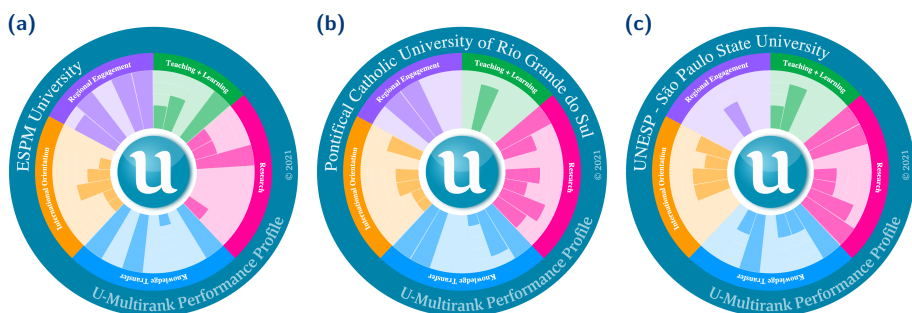 (a)
ESPM University
Regional Engagement
Teaching + Learning
Research
Knowledge Transfer
International Orientation
u
© 2021
U-Multirank Performance Profile
(b)
Pontifical Catholic University of Rio Grande do Sul
Regional Engagement
Teaching + Learning
Research
Knowledge Transfer
International Orientation
u
© 2021
U-Multirank Performance Profile
(c)
UNESP - São Paulo State University
Regional Engagement
Teaching + Learning
Research
Knowledge Transfer
International Orientation
u
© 2021
U-Multirank Performance Profile